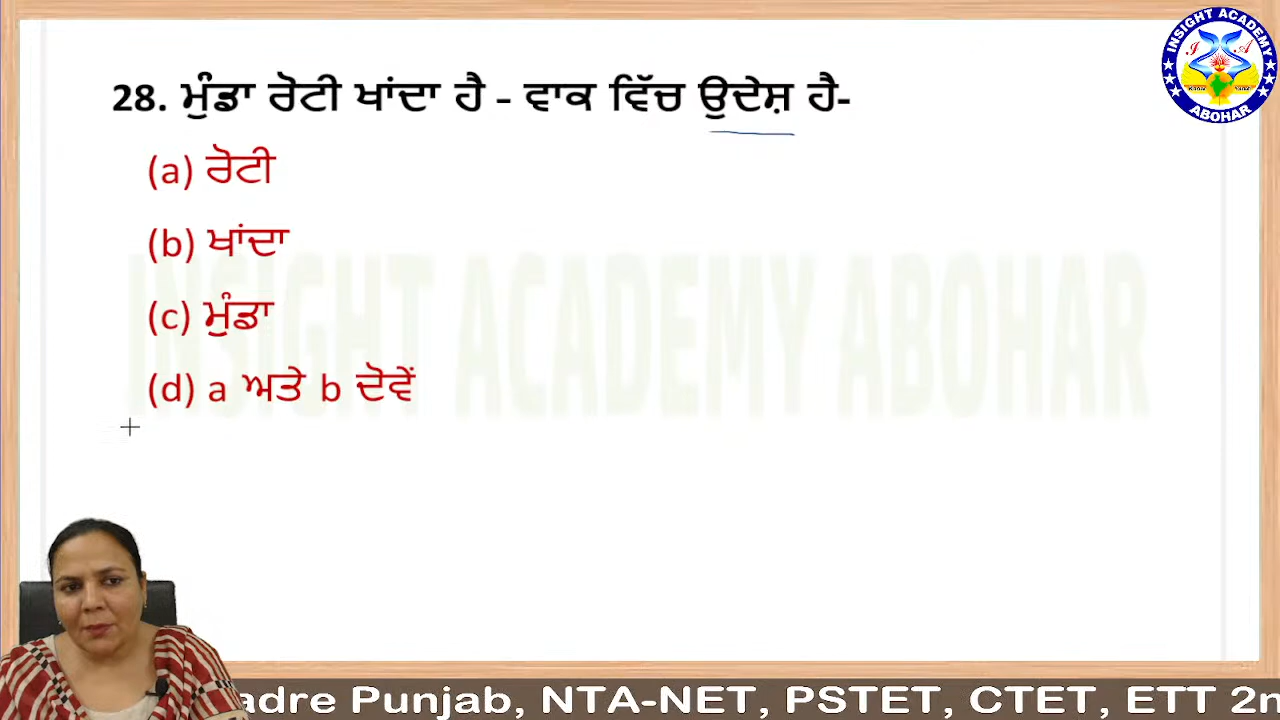 28. ਮੁੰਡਾ ਰੋਟੀ ਖਾਂਦਾ ਹੈ - ਵਾਕ ਵਿੱਚ ਉਦੇਸ਼ ਹੈ-
(a) ਰੋਟੀ
(b) ਖਾਂਦਾ
(c) ਮੁੰਡਾ
(d) a ਅਤੇ b ਦੋਵੇਂ
INSIGHT ACADEMY ABOHAR
INSIGHT ACADEMY
I A
ABOHAR
adre Punjab, NTA-NET, PSTET, CTET, ETT 2n